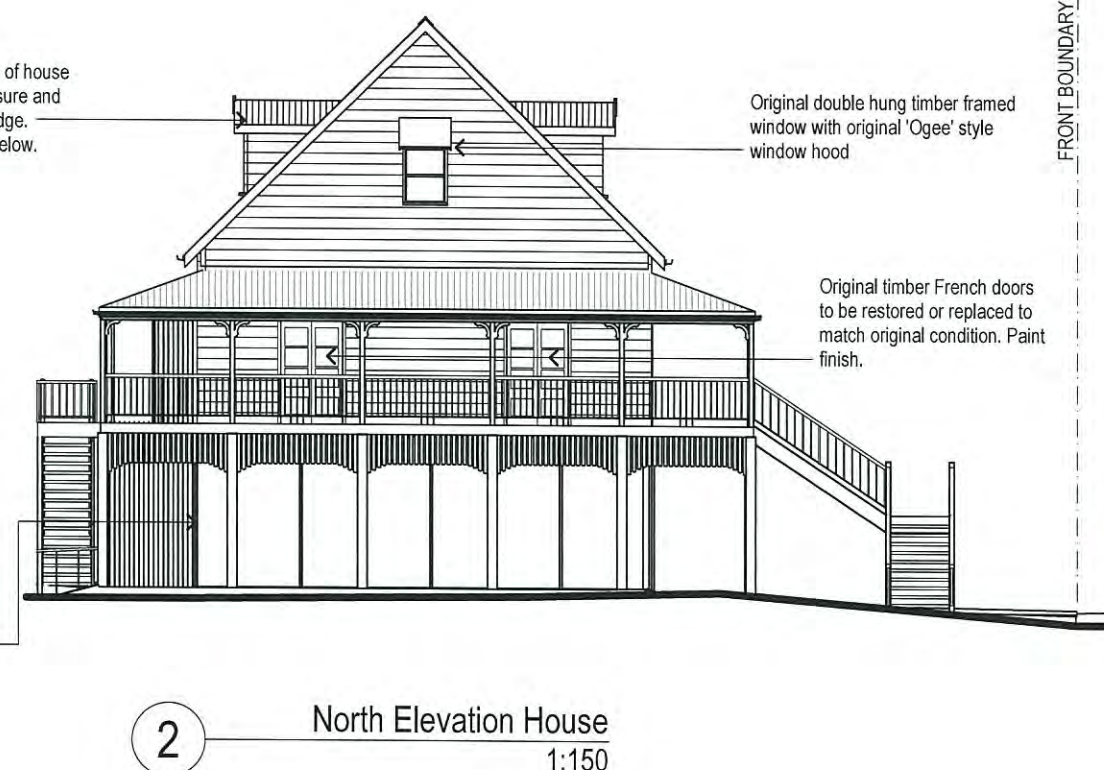 of house
sure and
dge.
elow.
Original double hung timber framed
window with original 'Ogee' style
window hood
FRONT BOUNDARY
Original timber French doors
to be restored or replaced to
match original condition. Paint
finish.
2
North Elevation House
1:150